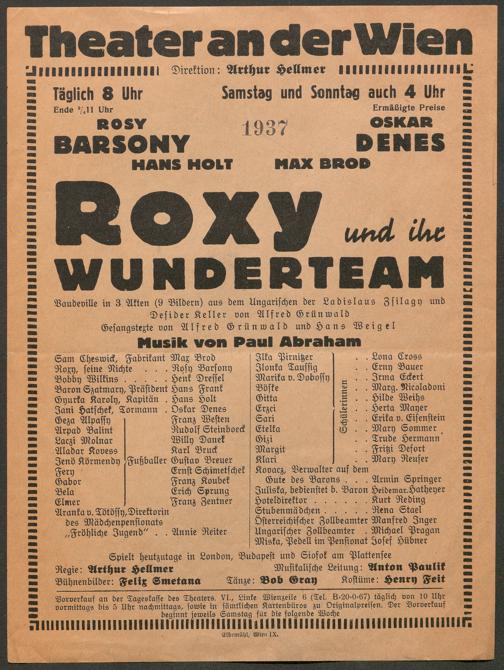 Theater an der Wien
Direktion: Arthur Hellmer
Täglich 8 Uhr
Ende ½11 Uhr
Samstag und Sonntag auch 4 Uhr
Ermäßigte Preise
ROSY
BARSONY
1937
OSKAR
DENES
HANS HOLT MAX BROD
Roxy und ihr
WUNDERTEAM
Vaudeville in 3 Akten (9 Bildern) aus dem Ungarischen der Ladislaus Zsilagy und
Desider Keller von Alfred Grünwald
Gesangstexte von Alfred Grünwald und Hans Weigel
Musik von Paul Abraham
Sam Cheswick, Fabrikant Max Brod
Roxy, seine Nichte . . . Rosy Barsony
Bobby Wilkins . . . . Henk Dressel
Baron Szatmary, Präsident Hans Frank
Gyurka Karoly, Kapitän . Hans Holt
Jani Hatschek, Tormann . Oskar Denes
Geza Alpassy Franz Westen
Arpad Balint Rudolf Steinboeck
Laczi Molnar Willy Danek
Aladar Kovess Karl Bruck
Jenö Körmendy Gustav Breuer
Fery Ernst Schimetschek
Gabor Franz Koubek
Bela Erich Sprung
Elmer Franz Zentner
Fußballer
Aranka v. Tötössy, Direktorin
des Mädchenpensionats
„Fröhliche Jugend" . . Annie Reiter
Ilka Pirnitzer . . Lona Cross
Ilonka Tautsig . . Erny Bauer
Marika v. Dobossy . . Irma Eckert
Böske . . Marg. Nicoladoni
Gitta . . Hilde Weihs
Erzsi . . Herta Mayer
Sari . . Erika v. Eisenstein
Etelka . . Mary Sommer
Gizi . . Trude Hermann
Margit . . Fritzi Defort
Klari . . Mary Reuser
Schülerinnen
Kovacz, Verwalter auf dem
Gute des Barons . . . Armin Springer
Juliska, bedienstet b. Baron Heidemar. Hatheyer
Hoteldirektor . . . . . Kurt Reding
Stubenmädchen . . . . . Rena Stael
Österreichischer Zollbeamter Manfred Inger
Ungarischer Zollbeamter . Michael Pragan
Miska, Pedell im Pensionat Josef Hübner
Spielt heutzutage in London, Budapest und Siofok am Plattensee
Regie: Arthur Hellmer Musikalische Leitung: Anton Paulik
Bühnenbilder: Felix Smetana Tänze: Bob Gray Kostüme: Henry Feit
Vorverkauf an der Tageskasse des Theaters, VI., Linke Wienzeile 6 (Tel. B-20-0-67) täglich von 10 Uhr
vormittags bis 5 Uhr nachmittags, sowie in sämtlichen Kartenbüros zu Originalpreisen. Der Vorverkauf
beginnt jeweils Samstag für die folgende Woche
Elbemühl, Wien IX.